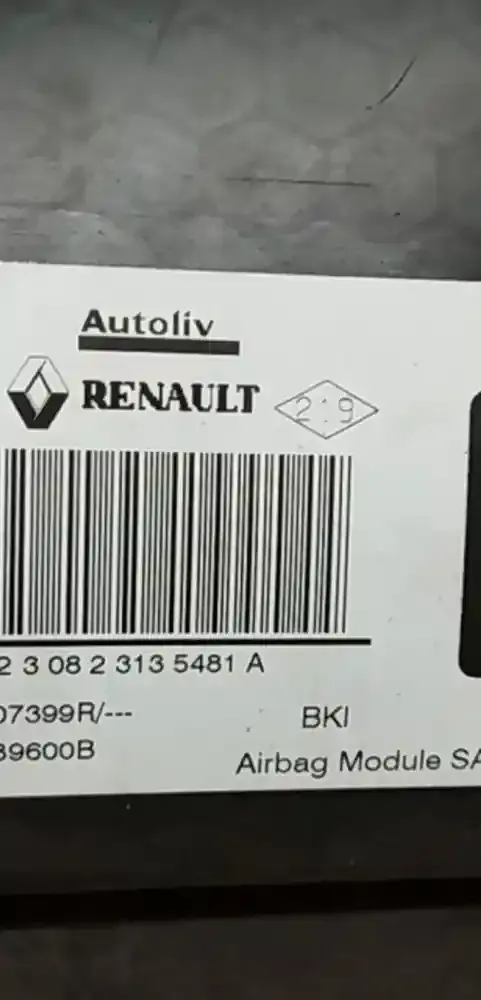 Autoliv
RENAULT 2:9
2 3 08 2 313 5481 A
07399R/---
BKI
39600B
Airbag Module SA